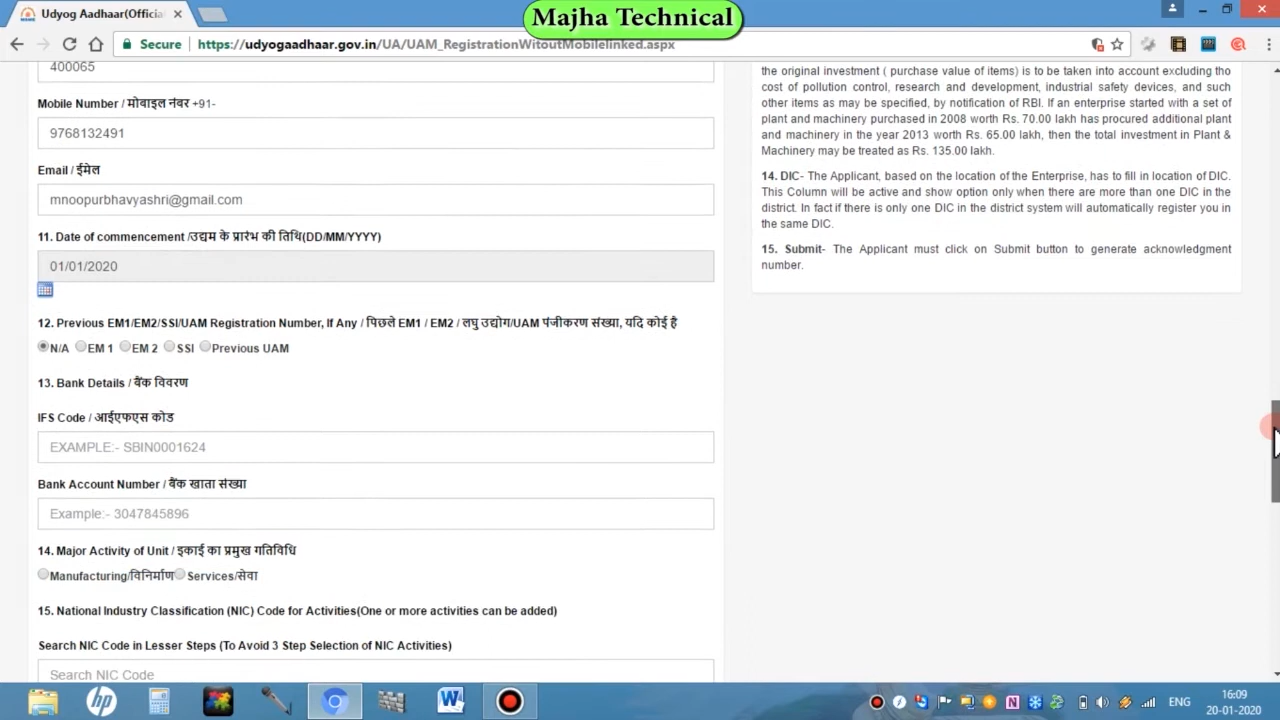 Majha Technical
Udyog Aadhaar(Officia
Secure
https://udyogaadhaar.gov.in/UA/UAM_RegistrationWitoutMobilelinked.aspx
400065
Mobile Number / मोबाइल नंबर +91-
9768132491
Email / ईमेल
mnoopurbhavyashri@gmail.com
11. Date of commencement /उद्यम के प्रारंभ की तिथि(DD/MM/YYYY)
01/01/2020
12. Previous EM1/EM2/SSI/UAM Registration Number, If Any / पिछले EM1 / EM2 / लघु उद्योग/UAM पंजीकरण संख्या, यदि कोई है
N/A EM 1 EM 2 SSI Previous UAM
13. Bank Details / बैंक विवरण
IFS Code / आईएफएस कोड
EXAMPLE:- SBIN0001624
Bank Account Number / बैंक खाता संख्या
Example:- 3047845896
14. Major Activity of Unit / इकाई का प्रमुख गतिविधि
Manufacturing/विनिर्माण Services/सेवा
15. National Industry Classification (NIC) Code for Activities(One or more activities can be added)
Search NIC Code in Lesser Steps (To Avoid 3 Step Selection of NIC Activities)
Search NIC Code
the original investment ( purchase value of items) is to be taken into account excluding tho
cost of pollution control, research and development, industrial safety devices, and such
other items as may be specified, by notification of RBI. If an enterprise started with a set of
plant and machinery purchased in 2008 worth Rs. 70.00 lakh has procured additional plant
and machinery in the year 2013 worth Rs. 65.00 lakh, then the total investment in Plant &
Machinery may be treated as Rs. 135.00 lakh.
14. DIC- The Applicant, based on the location of the Enterprise, has to fill in location of DIC.
This Column will be active and show option only when there are more than one DIC in the
district. In fact if there is only one DIC in the district system will automatically register you in
the same DIC.
15. Submit- The Applicant must click on Submit button to generate acknowledgment
number.
ENG
16:09
20-01-2020